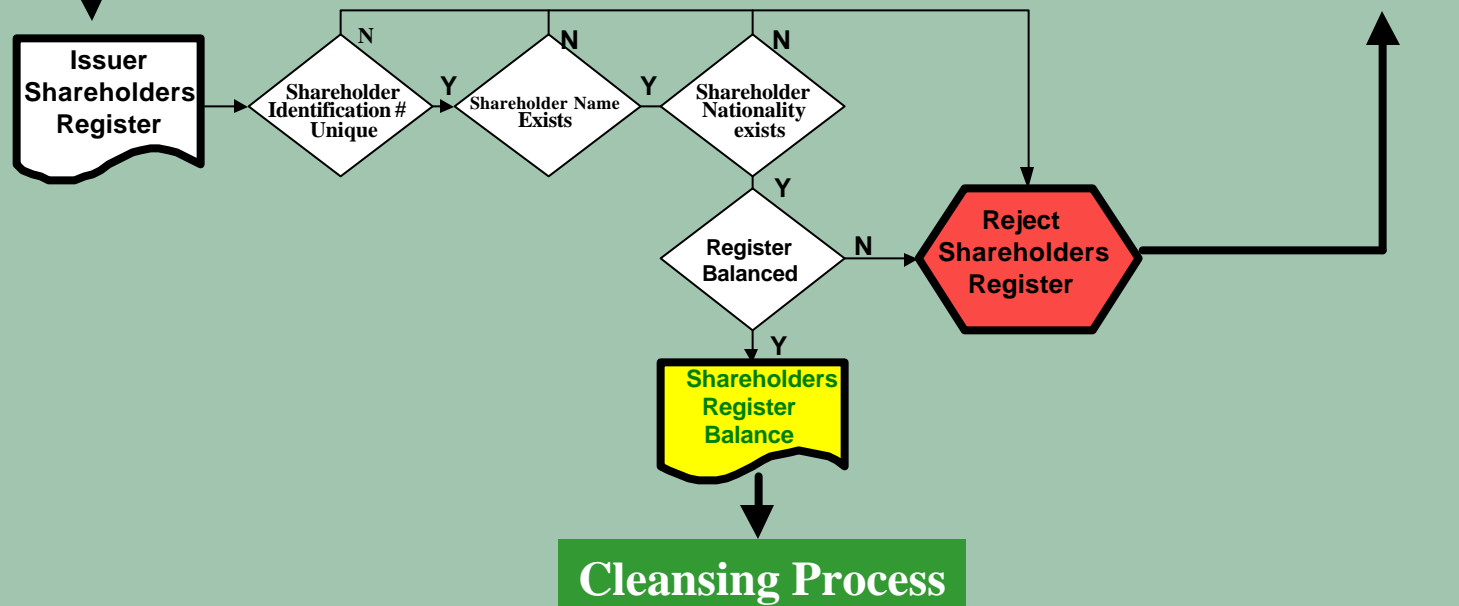 Issuer
Shareholders
Register
N
Shareholder
Identification #
Unique
Y
N
Shareholder Name
Exists
Y
N
Shareholder
Nationality
exists
Y
Register
Balanced
N
Reject
Shareholders
Register
Y
Shareholders
Register
Balance
Cleansing Process